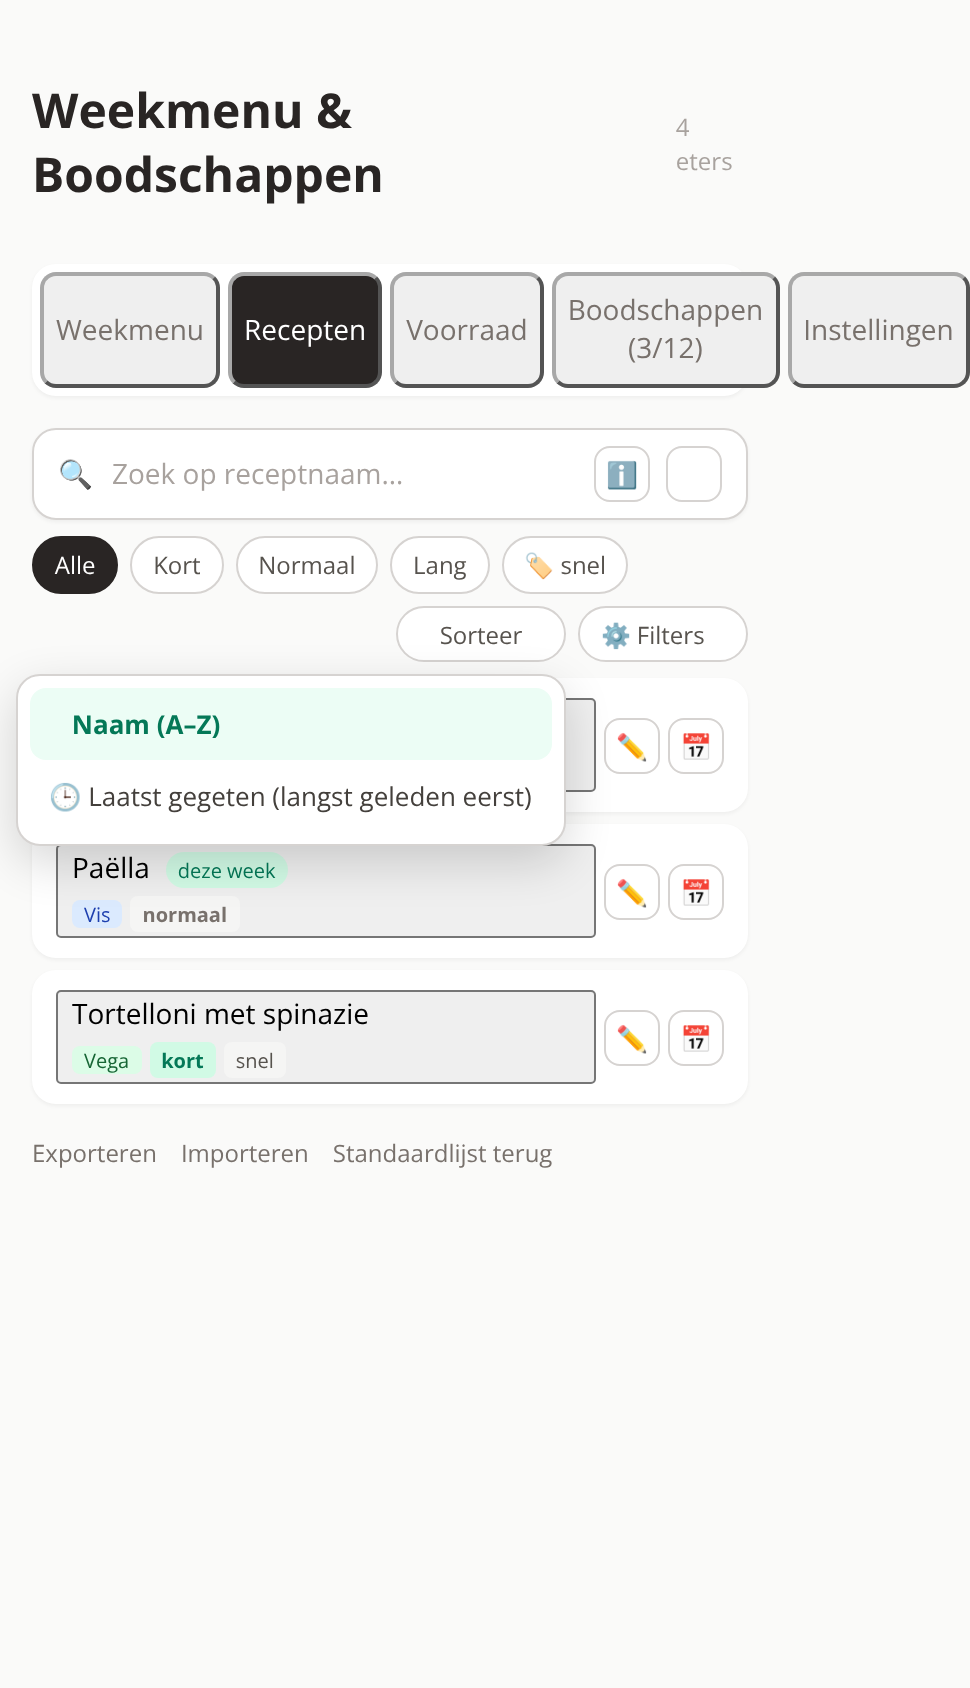 Weekmenu &
Boodschappen
4
eters
Weekmenu
Recepten
Voorraad
Boodschappen
(3/12)
Instellingen
🔍 Zoek op receptnaam... ℹ️
Alle
Kort
Normaal
Lang
🏷️ snel
Sorteer
⚙️ Filters
Naam (A–Z)
🕒 Laatst gegeten (langst geleden eerst)
✏️ 📅
Paëlla deze week
Vis normaal
✏️ 📅
Tortelloni met spinazie
Vega kort snel
✏️ 📅
Exporteren Importeren Standaardlijst terug